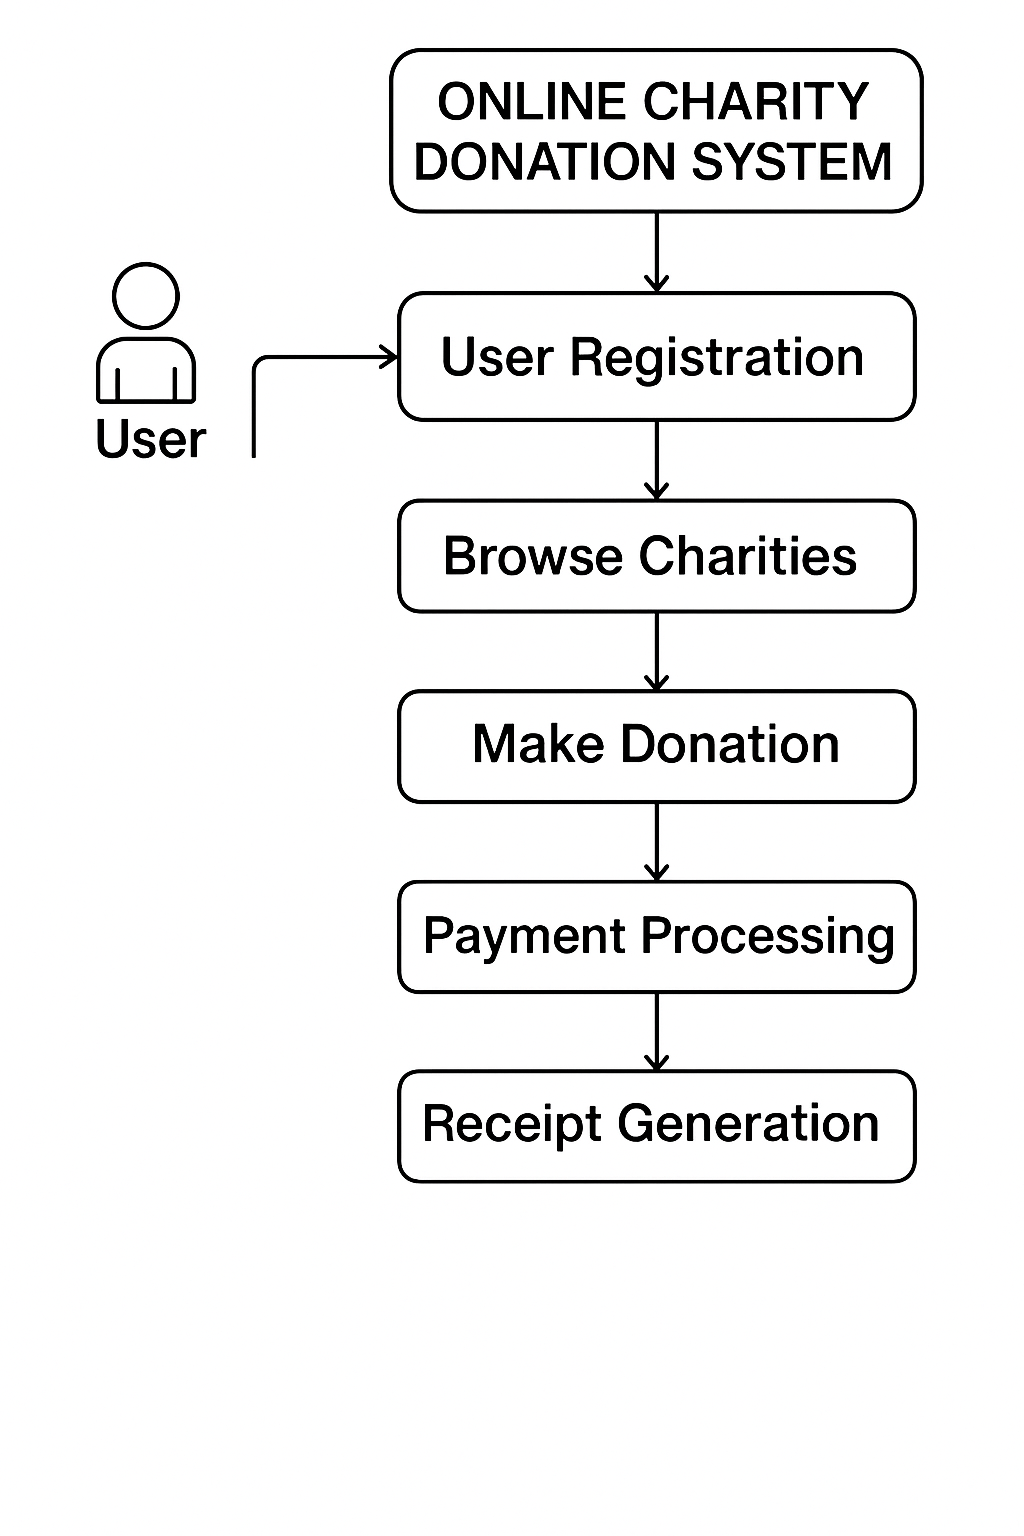 ONLINE CHARITY
DONATION SYSTEM
User Registration
User
Browse Charities
Make Donation
Payment Processing
Receipt Generation